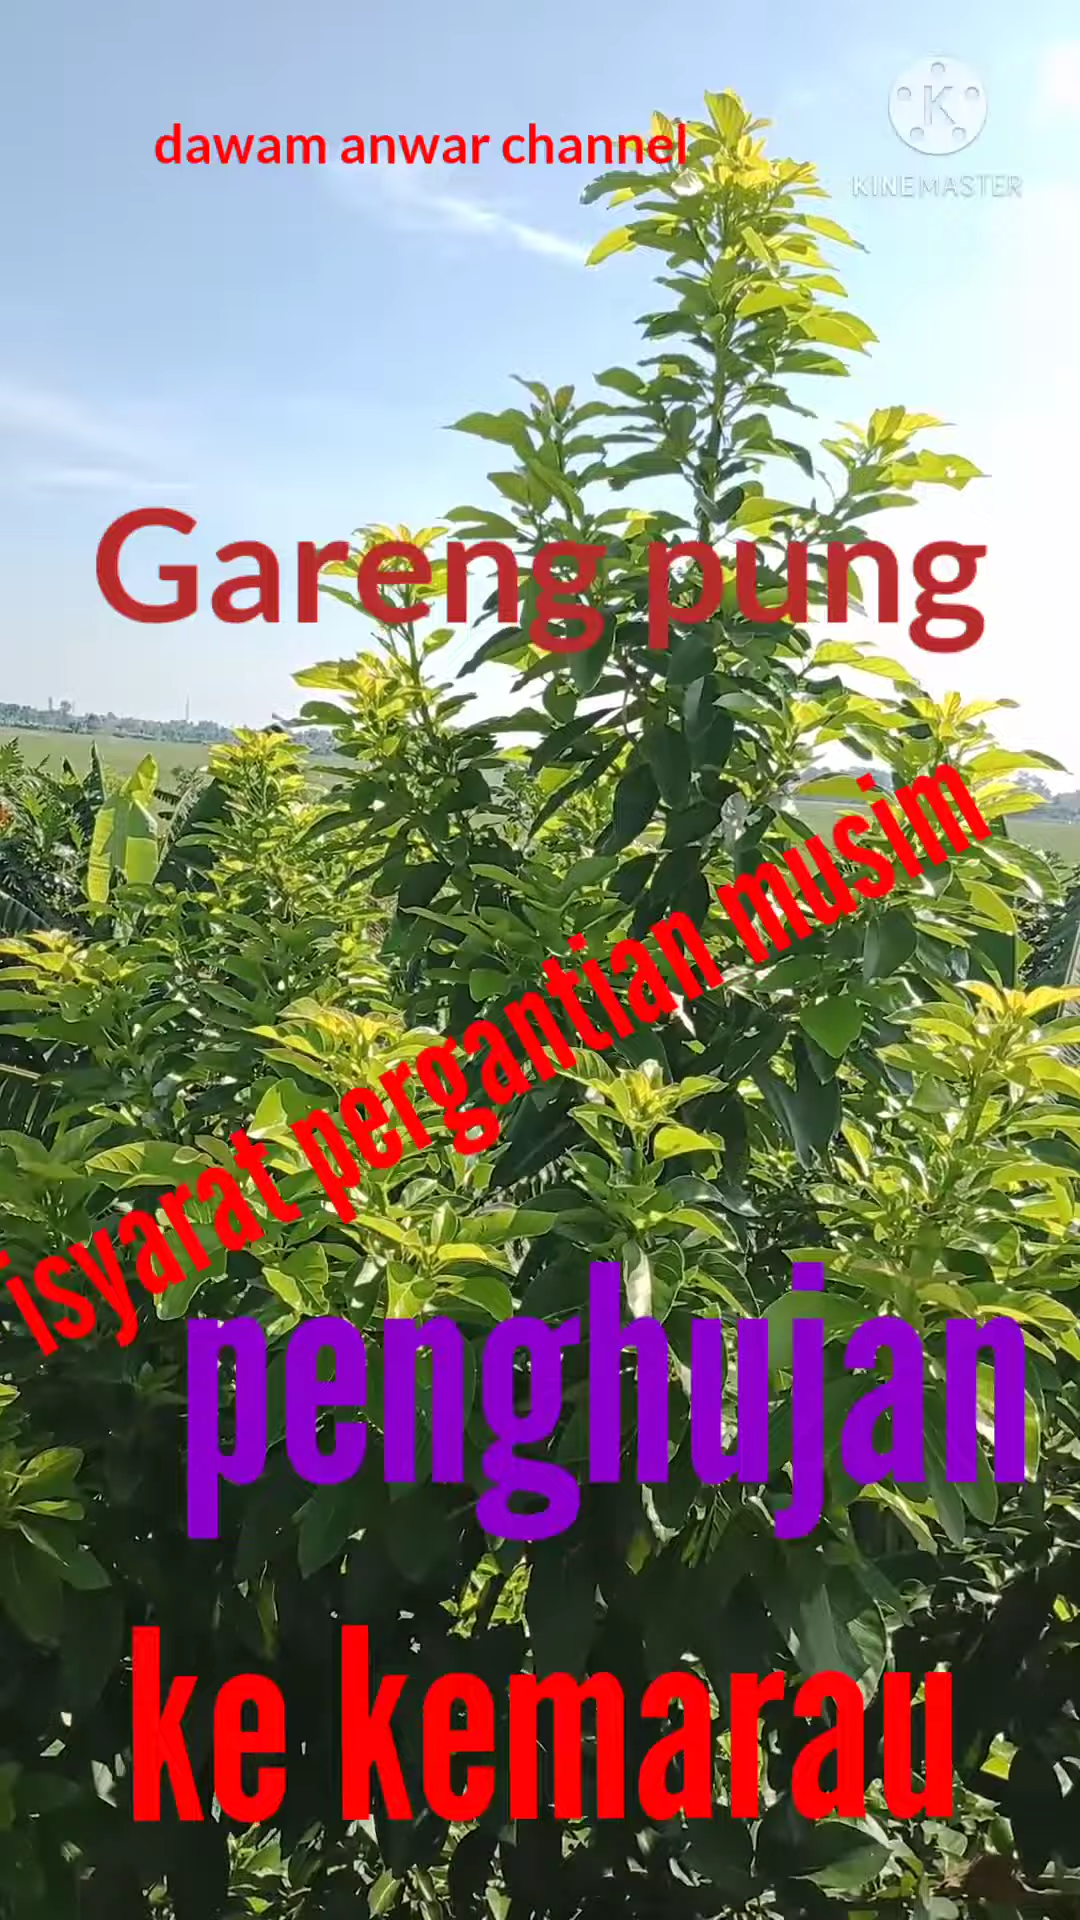 dawam anwar channel
KINEMASTER
Gareng pung
isyarat pergantian musim
penghujan
ke kemarau